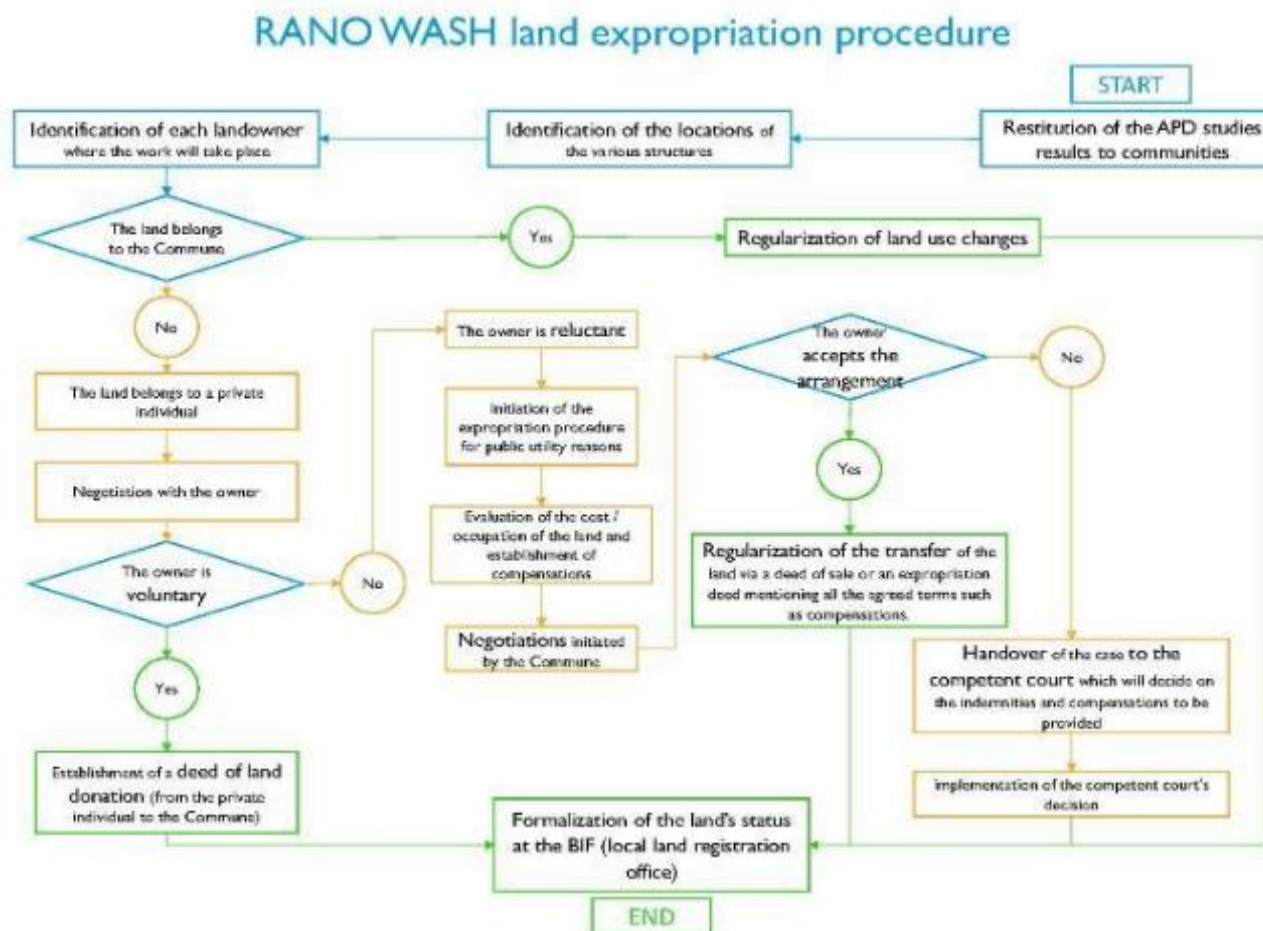 RANO WASH land expropriation procedure
START
Restitution of the APD studies
results to communities
Identification of the locations of
the various structures
Identification of each landowner
where the work will take place
The land belongs
to the Commune
Yes
Regularization of land use changes
No
The land belongs to a private
individual
Negotiation with the owner
The owner is
voluntary
No
Yes
Establishment of a deed of land
donation (from the private
individual to the Commune)
The owner is reluctant
Initiation of the
expropriation procedure
for public utility reasons
Evaluation of the cost /
occupation of the land and
establishment of
compensations
Negotiations initiated
by the Commune
The owner
accepts the
arrangement
No
Yes
Regularization of the transfer of the
land via a deed of sale or an expropriation
deed mentioning all the agreed terms such
as compensations.
Handover of the case to the
competent court which will decide on
the indemnities and compensations to be
provided
implementation of the competent court's
decision
Formalization of the land's status
at the BIF (local land registration
office)
END